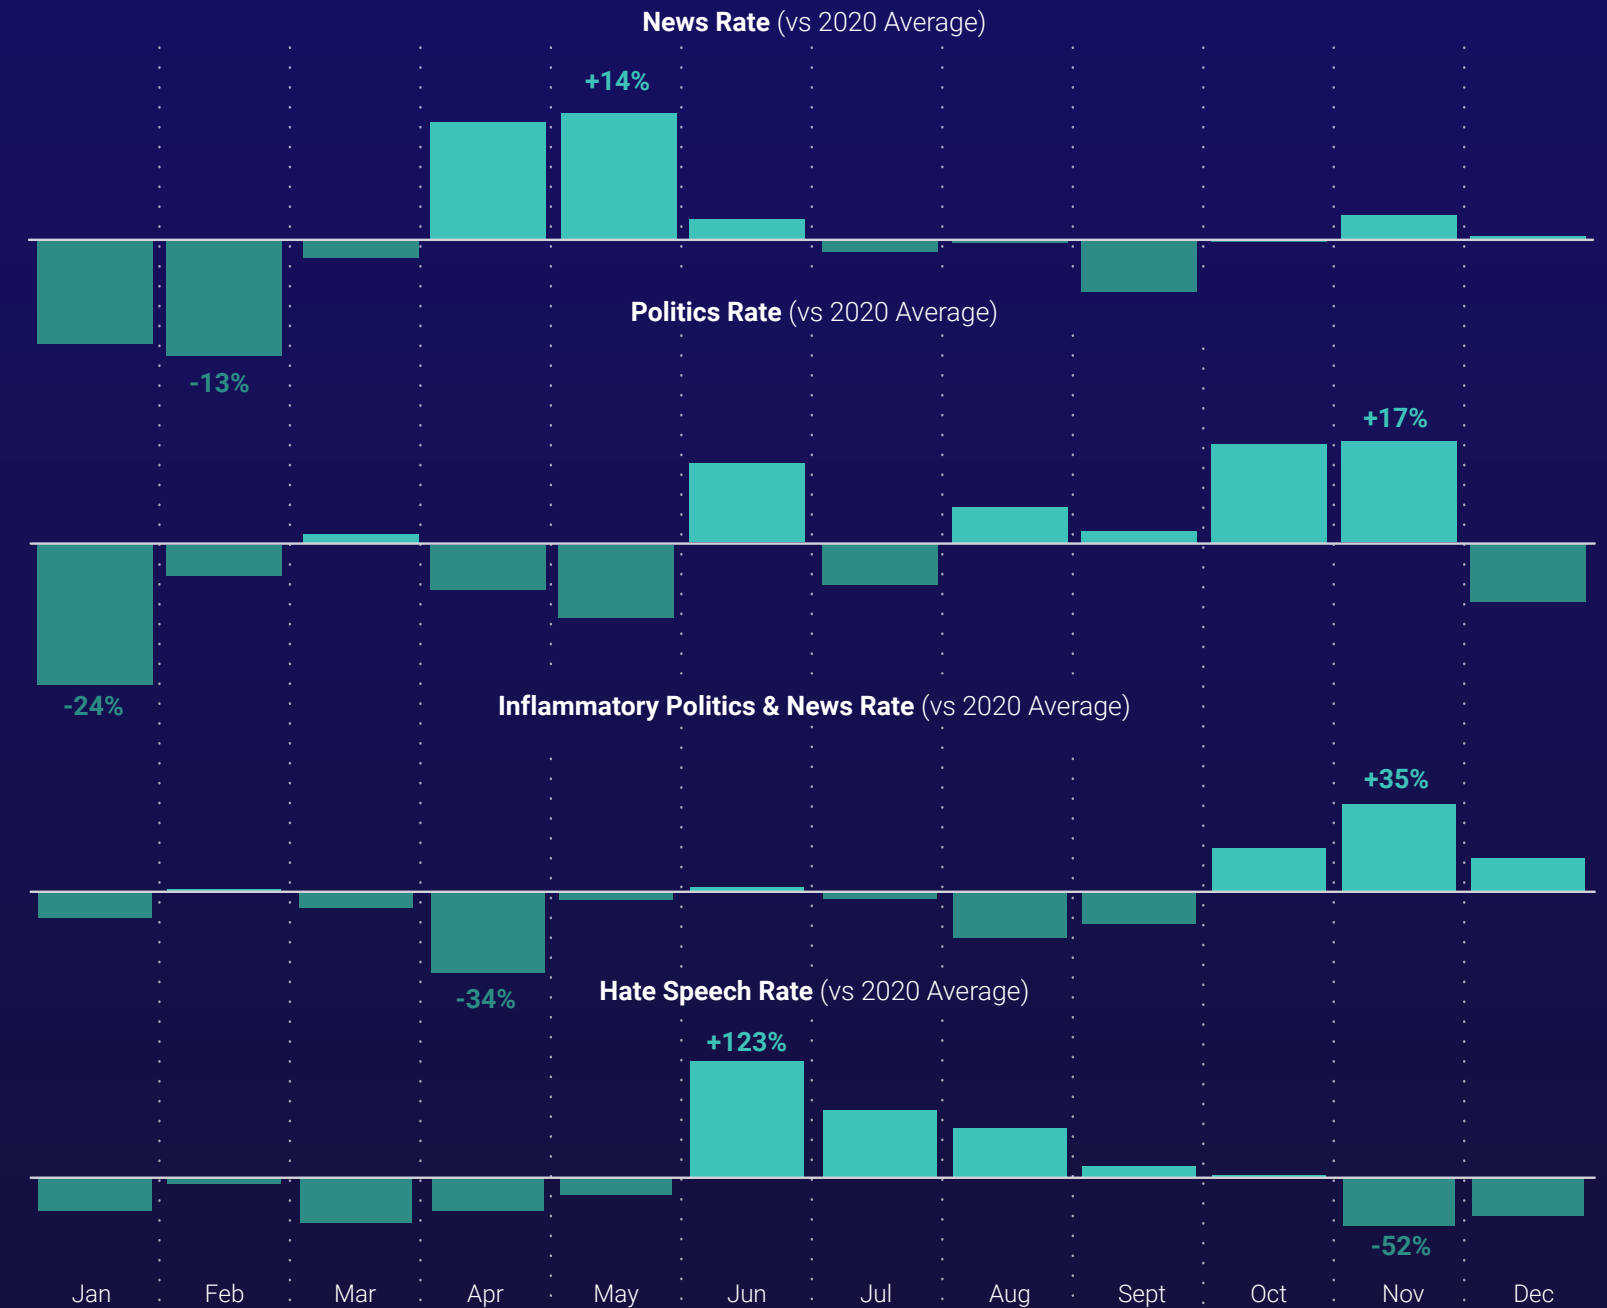 News Rate (vs 2020 Average)
+14%
-13%
Politics Rate (vs 2020 Average)
+17%
-24%
Inflammatory Politics & News Rate (vs 2020 Average)
+35%
-34%
Hate Speech Rate (vs 2020 Average)
+123%
-52%
Jan Feb Mar Apr May Jun Jul Aug Sept Oct Nov Dec